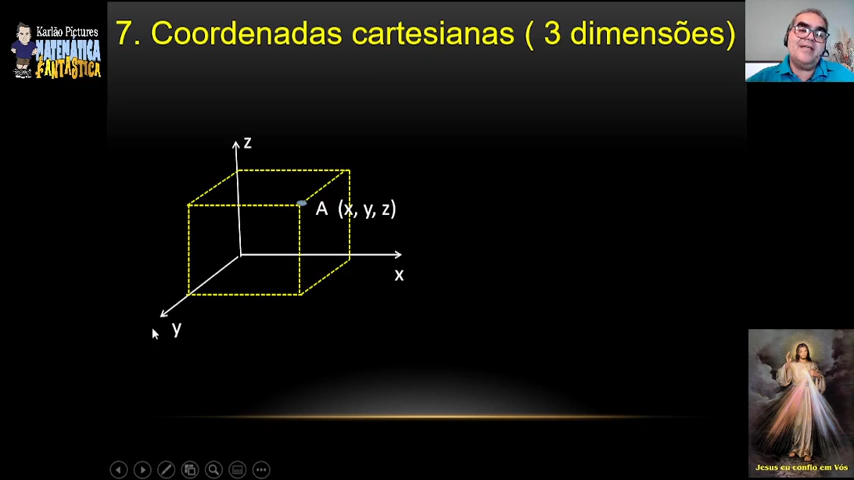 Karlão Pictures
MATEMÁTICA
FANTÁSTICA
7. Coordenadas cartesianas ( 3 dimensões)
z
A (x, y, z)
x
y
Jesus eu confio em Vós